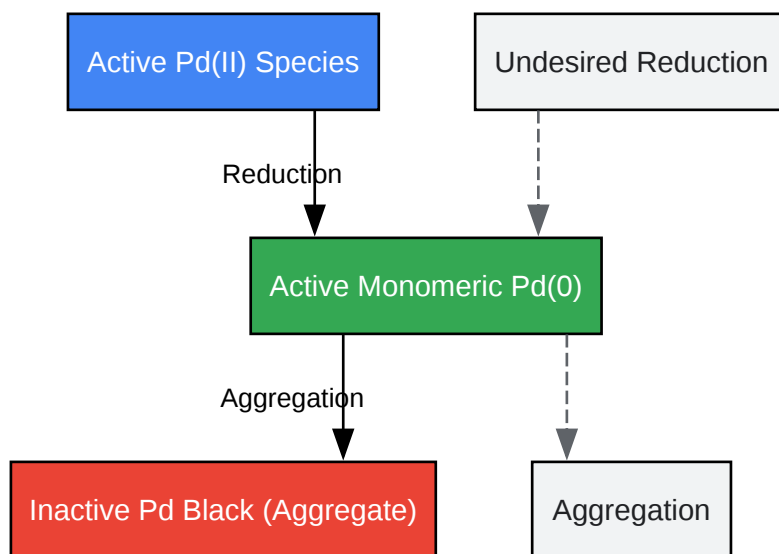 Active Pd(II) Species
Undesired Reduction
Reduction
Active Monomeric Pd(0)
Aggregation
Inactive Pd Black (Aggregate)
Aggregation